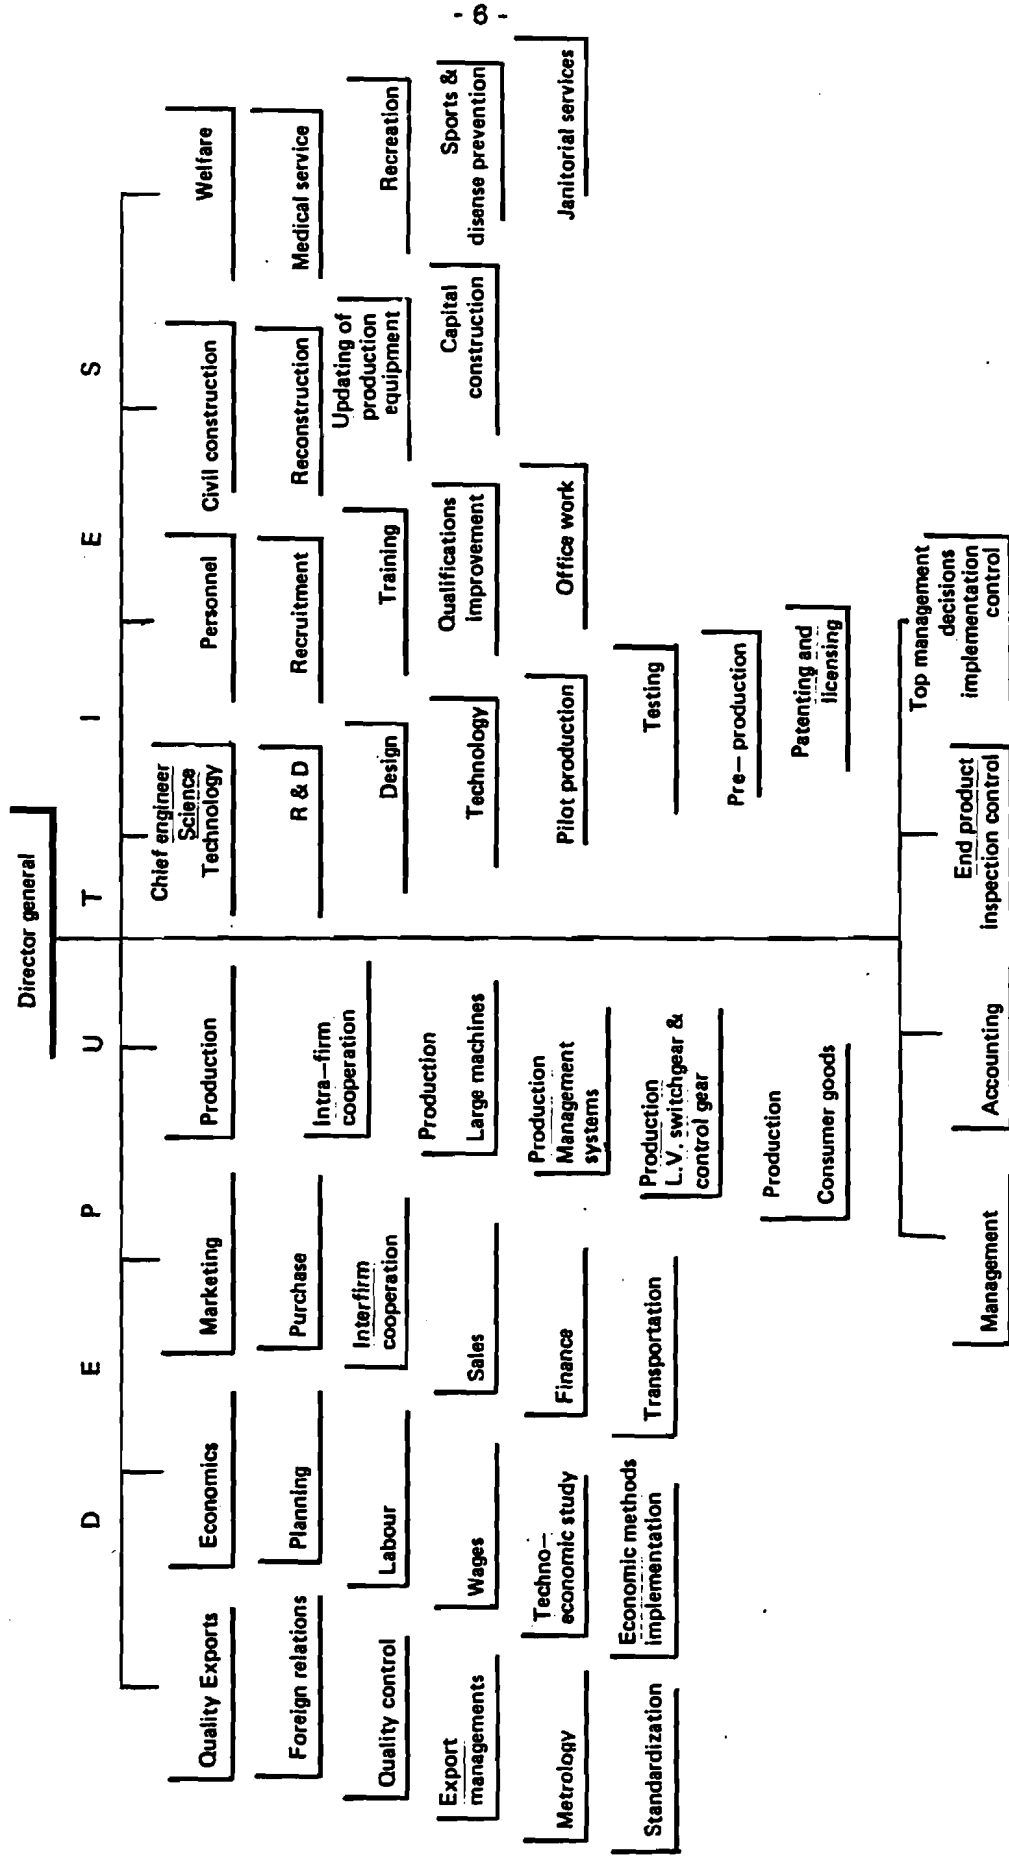 - 8 -
Director general
D E P U T I E S
Quality Exports
Foreign relations
Quality control
Export
managements
Metrology
Standardization
Economics
Planning
Labour
Wages
Techno—
economic study
Economic methods
implementation
Marketing
Purchase
Interfirm
cooperation
Sales
Finance
Transportation
Production
Intra—firm
cooperation
Production
Large machines
Production
Management
systems
Production
L.V. switchgear &
control gear
Production
Consumer goods
Chief engineer
Science
Technology
R & D
Design
Technology
Pilot production
Testing
Pre— production
Patenting and
licensing
Personnel
Recruitment
Training
Qualifications
improvement
Office work
Civil construction
Reconstruction
Updating of
production
equipment
Capital
construction
Welfare
Medical service
Recreation
Sports &
disense prevention
Janitorial services
Management
Accounting
End product
inspection control
Top management
decisions
implementation
control